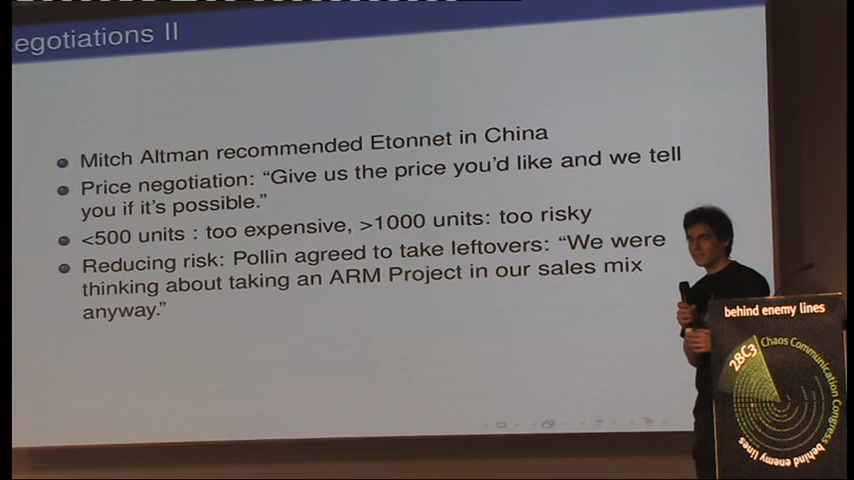 egotiations II
Mitch Altman recommended Etonnet in China
Price negotiation: “Give us the price you’d like and we tell
you if it’s possible.”
<500 units : too expensive, >1000 units: too risky
Reducing risk: Pollin agreed to take leftovers: “We were
thinking about taking an ARM Project in our sales mix
anyway.”
behind enemy lines
28C3 Chaos Communication Congress behind enemy lines